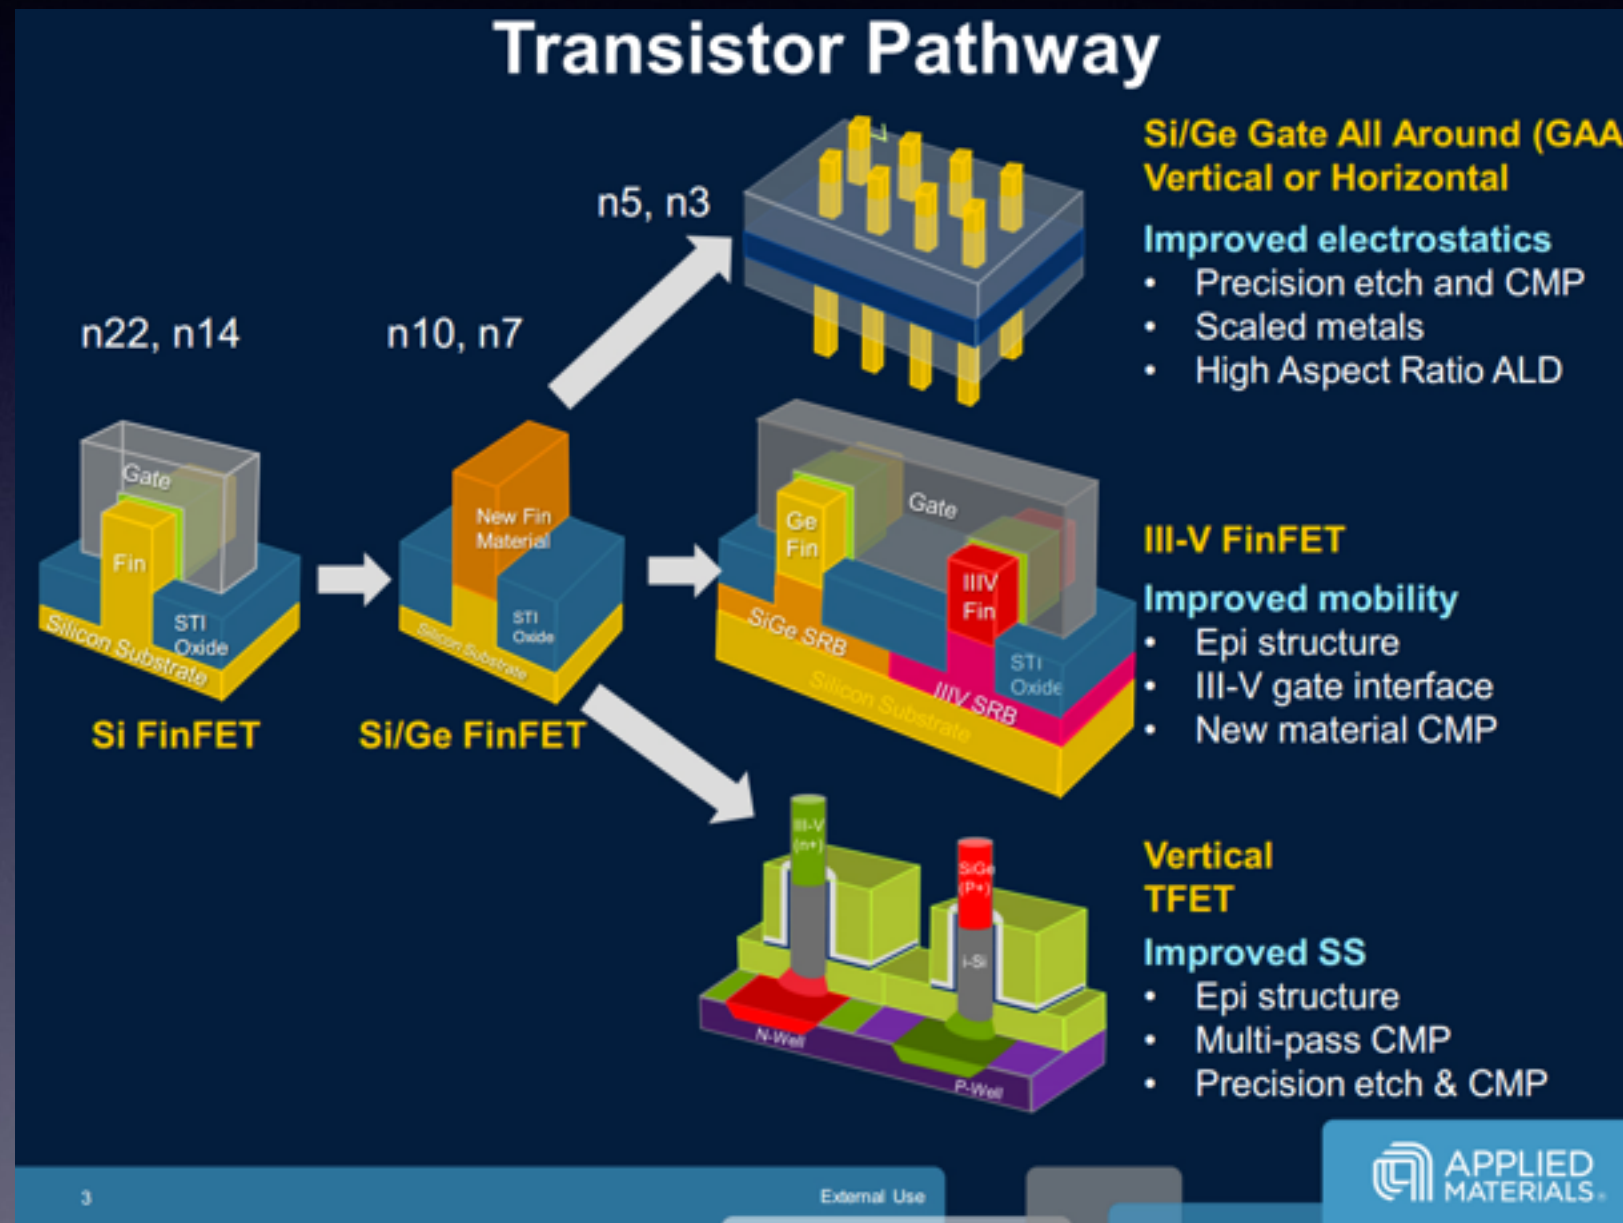 Transistor Pathway
n22, n14
n10, n7
n5, n3
Si/Ge Gate All Around (GAA
Vertical or Horizontal
Improved electrostatics
• Precision etch and CMP
• Scaled metals
• High Aspect Ratio ALD
Gate
Fin
STI
Oxide
Silicon Substrate
Si FinFET
New Fin
Material
STI
Oxide
Silicon Substrate
Si/Ge FinFET
Gate
Ge
Fin
IIIV
Fin
SiGe SRB
IIIV SRB
STI
Oxide
Silicon Substrate
III-V FinFET
Improved mobility
• Epi structure
• III-V gate interface
• New material CMP
III-V
(n+)
SiGe
(P+)
i-Si
N-Well
P-Well
Vertical
TFET
Improved SS
• Epi structure
• Multi-pass CMP
• Precision etch & CMP
3
External Use
APPLIED
MATERIALS®